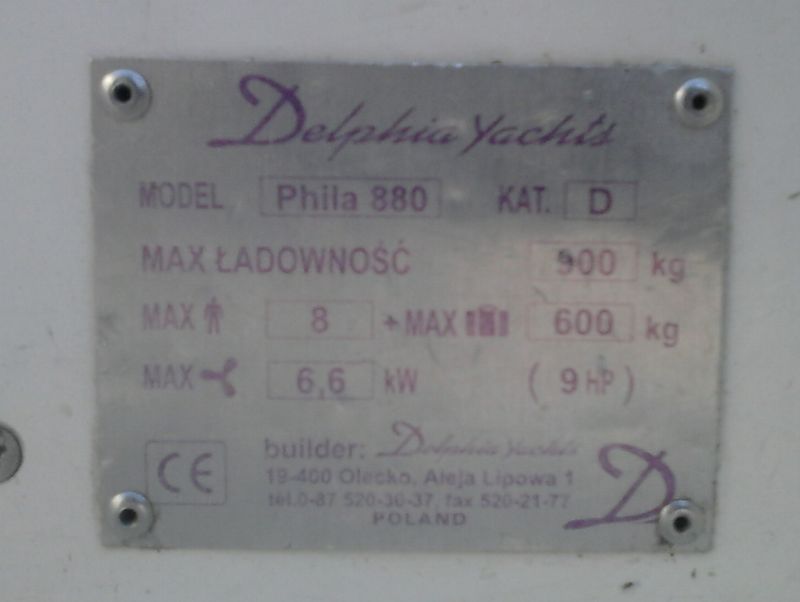 Delphia Yachts
MODEL Phila 880 KAT. D
MAX ŁADOWNOŚĆ 900 kg
MAX 8 + MAX 600 kg
MAX 6,6 kW (9 HP)
CE builder: Delphia Yachts
19-400 Olecko, Aleja Lipowa 1
tel.0-87 520-30-37, fax 520-21-77
POLAND
D